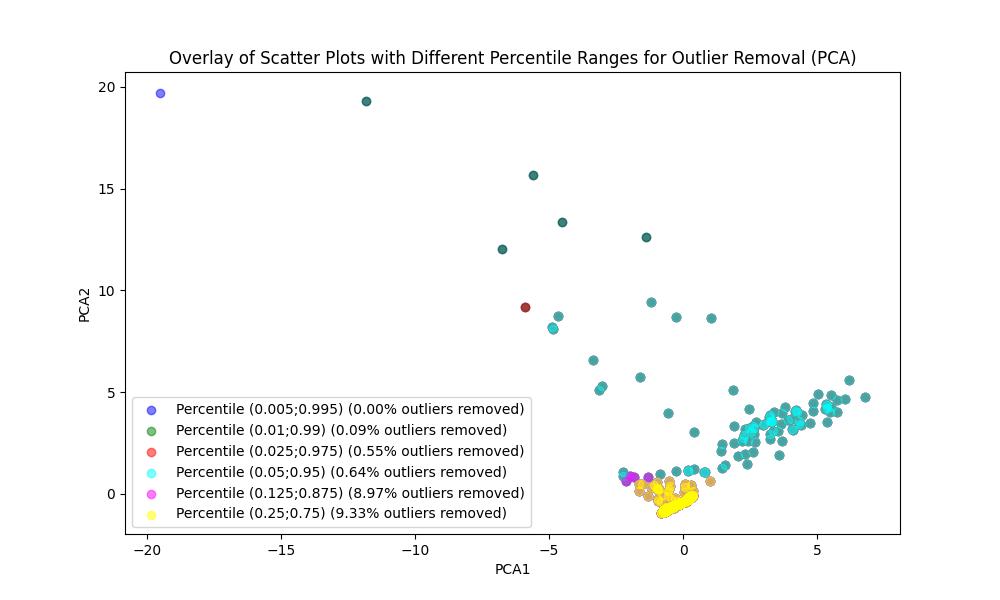 Overlay of Scatter Plots with Different Percentile Ranges for Outlier Removal (PCA)
20
15
10
5
0
PCA2
Percentile (0.005;0.995) (0.00% outliers removed)
Percentile (0.01;0.99) (0.09% outliers removed)
Percentile (0.025;0.975) (0.55% outliers removed)
Percentile (0.05;0.95) (0.64% outliers removed)
Percentile (0.125;0.875) (8.97% outliers removed)
Percentile (0.25;0.75) (9.33% outliers removed)
−20 −15 −10 −5 0 5
PCA1